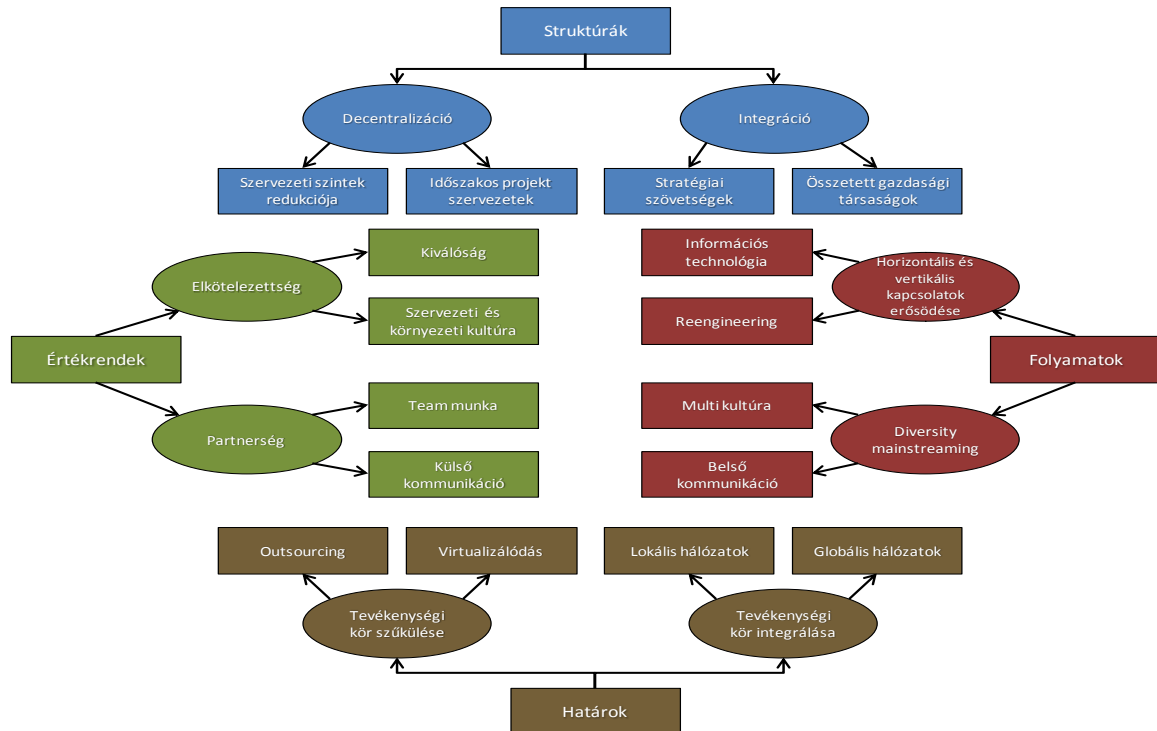 Struktúrák
Decentralizáció
Integráció
Szervezeti szintek
redukciója
Időszakos projekt
szervezetek
Stratégiai
szövetségek
Összetett gazdasági
társaságok
Kiválóság
Elkötelezettség
Szervezeti és
környezeti kultúra
Értékrendek
Team munka
Partnerség
Külső
kommunikáció
Információs
technológia
Horizontális és
vertikális
kapcsolatok
erősödése
Reengineering
Folyamatok
Multi kultúra
Diversity
mainstreaming
Belső
kommunikáció
Outsourcing
Virtualizálódás
Lokális hálózatok
Globális hálózatok
Tevékenységi
kör szűkülése
Tevékenységi
kör integrálása
Határok